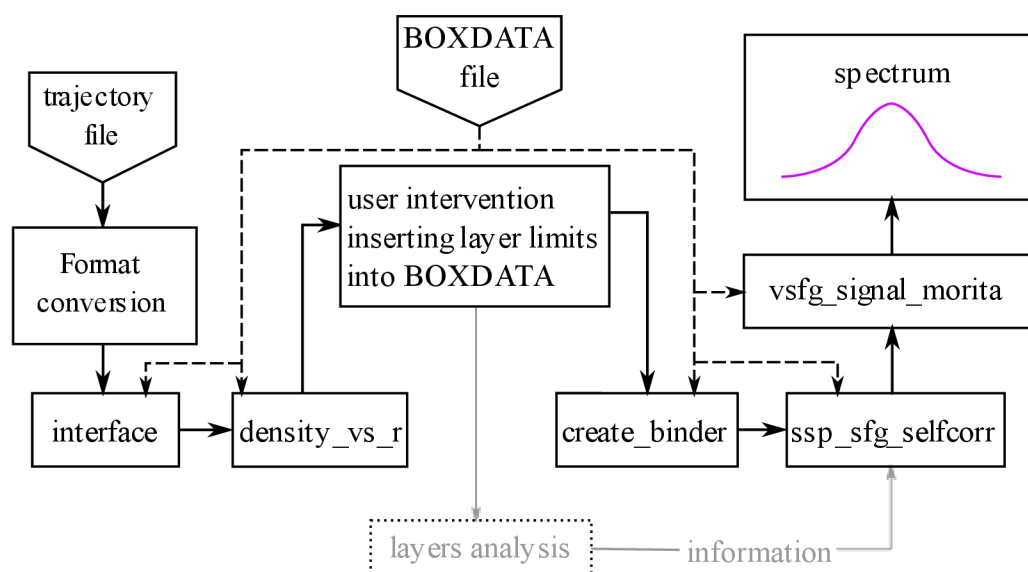 BOXDATA
file
trajectory
file
spectrum
user intervention
inserting layer limits
into BOXDATA
Format
conversion
vsfg_signal_morita
interface
density_vs_r
create_binder
ssp_sfg_selfcorr
layers analysis
information